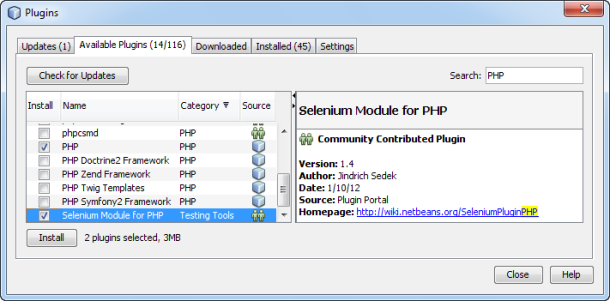 Plugins
Updates (1) Available Plugins (14/116) Downloaded Installed (45) Settings
Check for Updates Search: PHP
Install Name Category Source
phpcsmd PHP
PHP PHP
PHP Doctrine2 Framework PHP
PHP Zend Framework PHP
PHP Twig Templates PHP
PHP Symfony2 Framework PHP
Selenium Module for PHP Testing Tools
Selenium Module for PHP
Community Contributed Plugin
Version: 1.4
Author: Jindrich Sedek
Date: 1/10/12
Source: Plugin Portal
Homepage: http://wiki.netbeans.org/SeleniumPluginPHP
Install 2 plugins selected, 3MB
Close Help